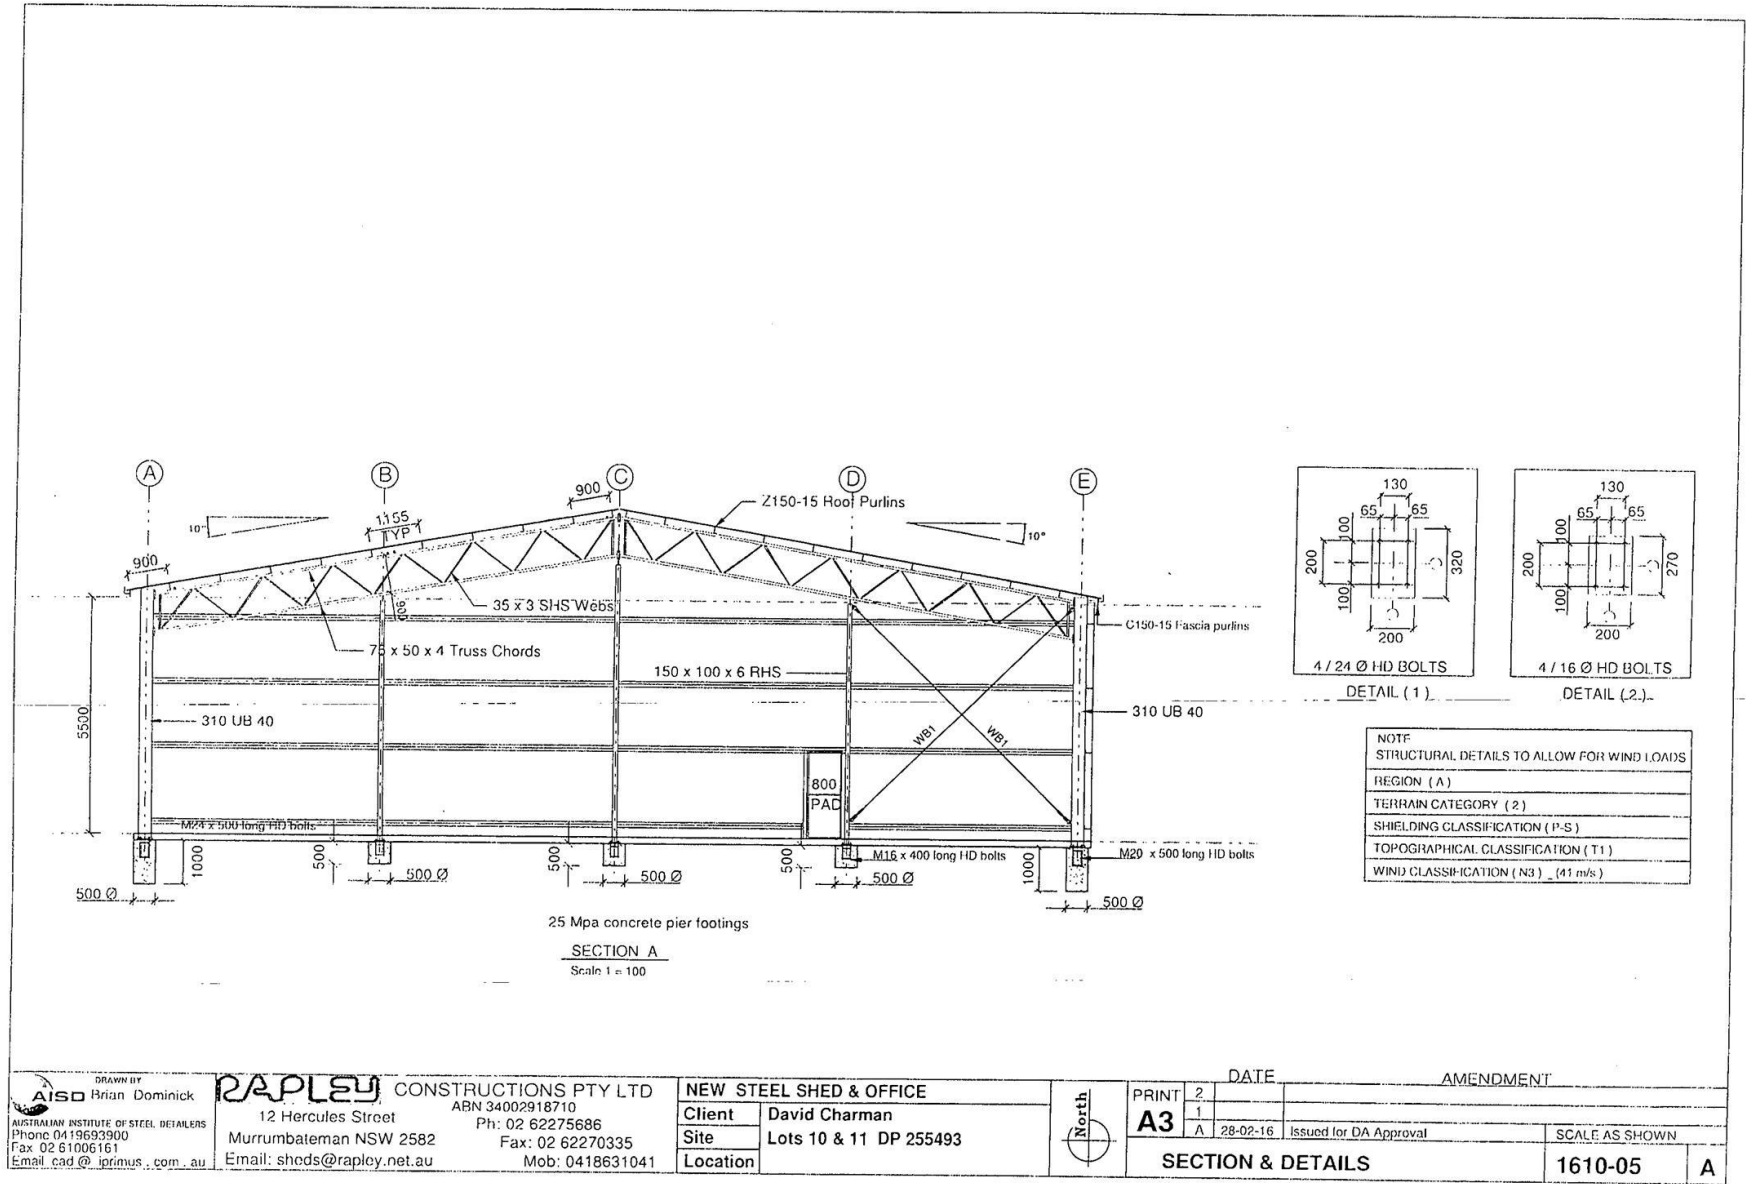 A
B
C
D
E
900
Z150-15 Roof Purlins
1155
TYP
10°
10°
900
900
35 x 3 SHS Webs
75 x 50 x 4 Truss Chords
C150-15 Fascia purlins
150 x 100 x 6 RHS
5500
310 UB 40
310 UB 40
WB1
WB1
800
PAD
M24 x 500 long HD bolts
M16 x 400 long HD bolts
M20 x 500 long HD bolts
1000
500
500
500
1000
500 Ø
500 Ø
500 Ø
500 Ø
500 Ø
25 Mpa concrete pier footings
SECTION A
Scale 1 = 100
130
65
65
100
200
100
320
200
4 / 24 Ø HD BOLTS
DETAIL ( 1 )
130
65
65
100
200
100
270
200
4 / 16 Ø HD BOLTS
DETAIL ( 2 )
NOTE
STRUCTURAL DETAILS TO ALLOW FOR WIND LOADS
REGION ( A )
TERRAIN CATEGORY ( 2 )
SHIELDING CLASSIFICATION ( P-S )
TOPOGRAPHICAL CLASSIFICATION ( T1 )
WIND CLASSIFICATION ( N3 ) _ (41 m/s )
DRAWN BY
AISD Brian Dominick
AUSTRALIAN INSTITUTE OF STEEL DETAILERS
Phone 0419693900
Fax 02 61006161
Email cad @ iprimus . com . au
RAPLEY CONSTRUCTIONS PTY LTD
ABN 34002918710
12 Hercules Street
Ph: 02 62275686
Murrumbateman NSW 2582
Fax: 02 62270335
Email: sheds@rapley.net.au
Mob: 0418631041
NEW STEEL SHED & OFFICE
Client David Charman
Site Lots 10 & 11 DP 255493
Location
North
DATE AMENDMENT
PRINT
A3
2
1
A 28-02-16 Issued for DA Approval
SCALE AS SHOWN
SECTION & DETAILS
1610-05 A